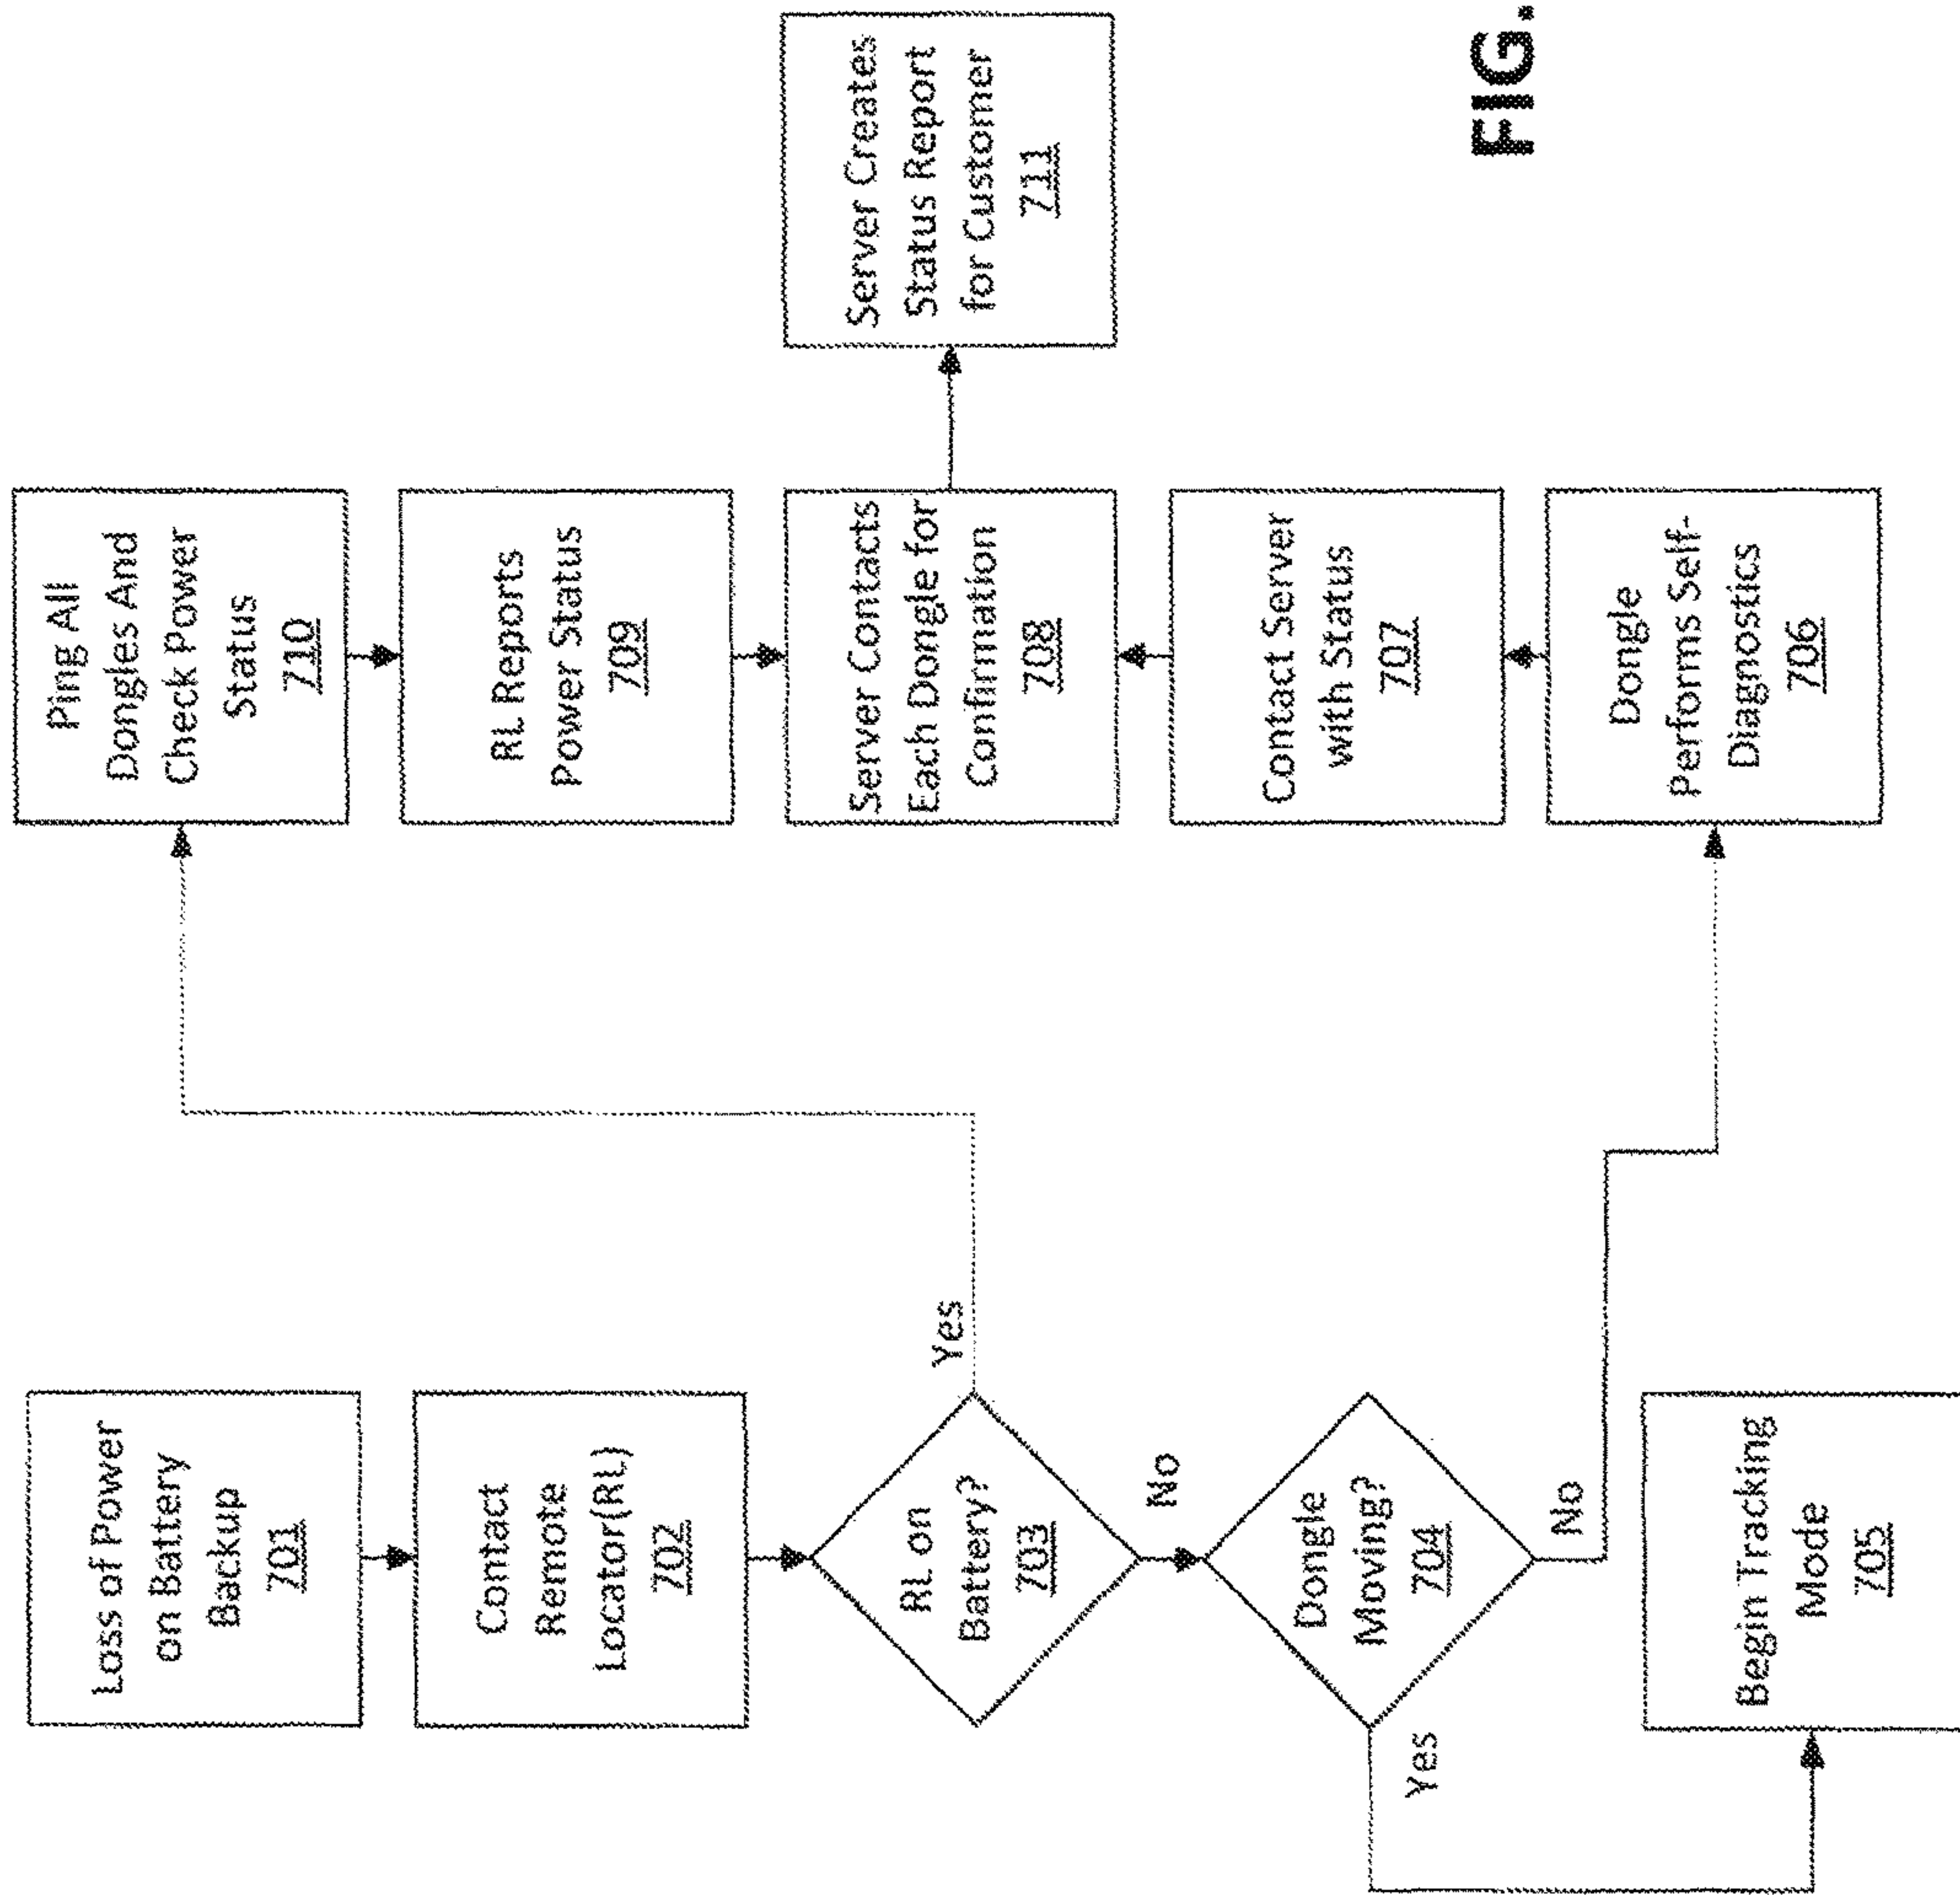 Loss of Power
on Battery
Backup
701
Contact
Remote
Locator(RL)
702
RL on
Battery?
703
Yes
No
Dongle
Moving?
704
Yes
No
Begin Tracking
Mode
705
Ping All
Dongles And
Check Power
Status
710
RL Reports
Power Status
709
Server Contacts
Each Dongle for
Confirmation
708
Contact Server
with Status
707
Dongle
Performs Self-
Diagnostics
706
Server Creates
Status Report
for Customer
711
FIG.